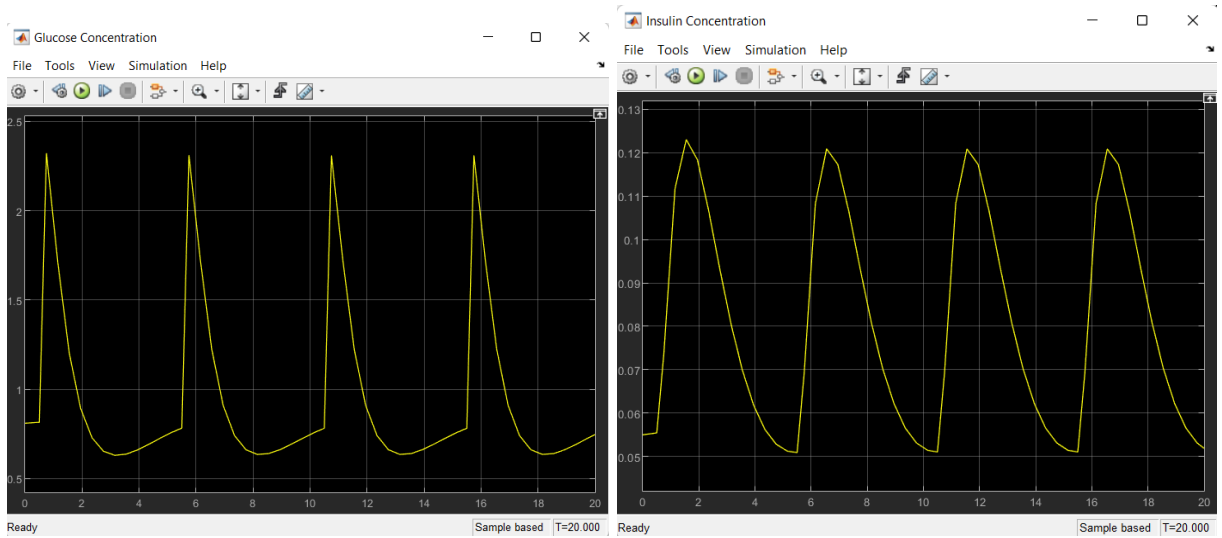 Glucose Concentration
File Tools View Simulation Help
2.5
2
1.5
1
0.5
0 2 4 6 8 10 12 14 16 18 20
Ready Sample based T=20.000
Insulin Concentration
File Tools View Simulation Help
0.13
0.12
0.11
0.1
0.09
0.08
0.07
0.06
0.05
0 2 4 6 8 10 12 14 16 18 20
Ready Sample based T=20.000